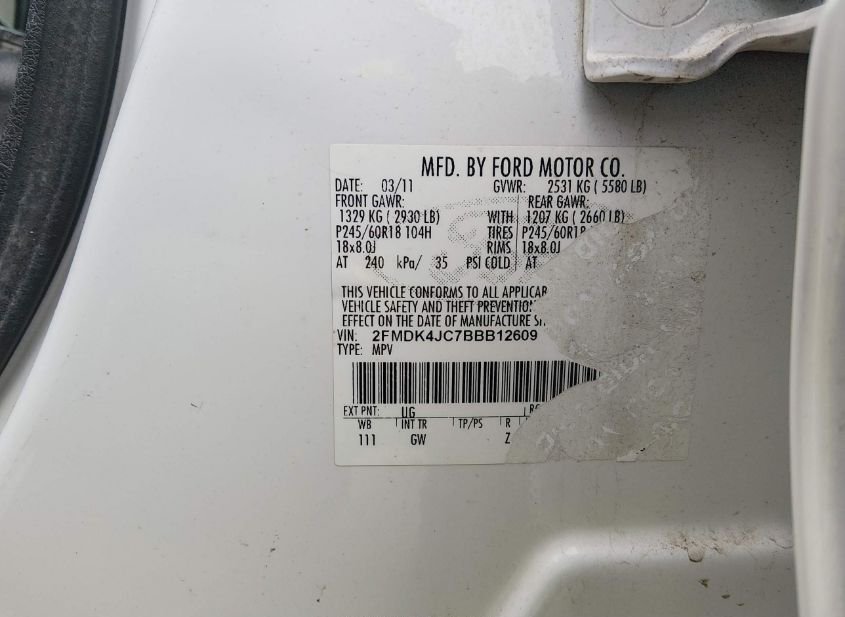 MFD. BY FORD MOTOR CO.
DATE: 03/11 GVWR: 2531 KG ( 5580 LB)
FRONT GAWR: REAR GAWR:
1329 KG ( 2930 LB) WITH 1207 KG ( 2660 LB)
P245/60R18 104H TIRES P245/60R18
18x8.0J RIMS 18x8.0J
AT 240 kPa/ 35 PSI COLD AT
THIS VEHICLE CONFORMS TO ALL APPLICAB
VEHICLE SAFETY AND THEFT PREVENTION
EFFECT ON THE DATE OF MANUFACTURE S
VIN: 2FMDK4JC7BBB12609
TYPE: MPV
EXT PNT: UG
WB INT TR TP/PS R
111 GW Z